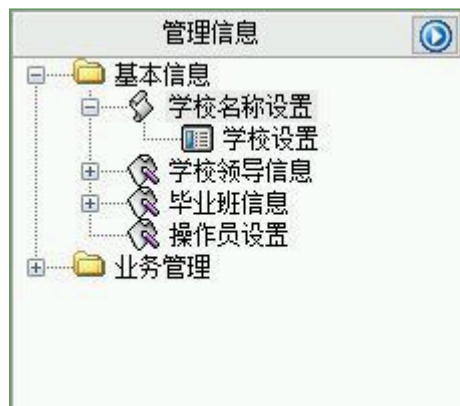 管理信息
基本信息
学校名称设置
学校设置
学校领导信息
毕业班信息
操作员设置
业务管理